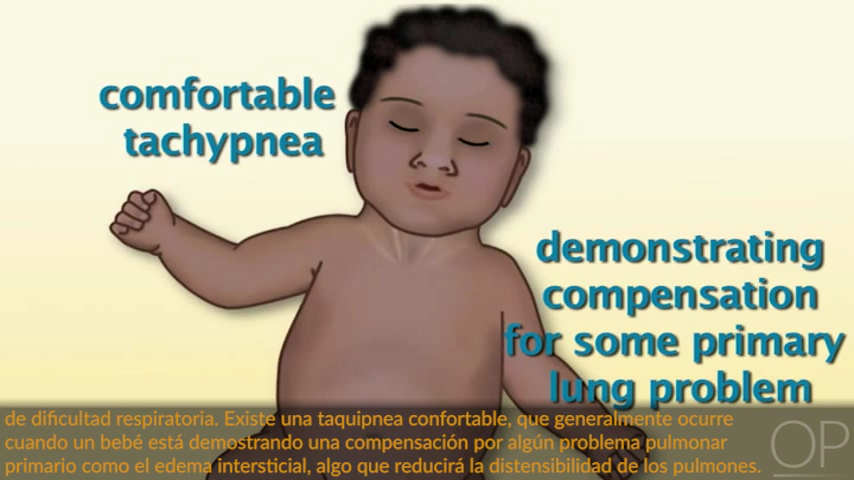 comfortable
tachypnea
demonstrating
compensation
for some primary
lung problem
de dificultad respiratoria. Existe una taquipnea confortable, que generalmente ocurre
cuando un bebé está demostrando una compensación por algún problema pulmonar
primario como el edema intersticial, algo que reducirá la distensibilidad de los pulmones.
OP